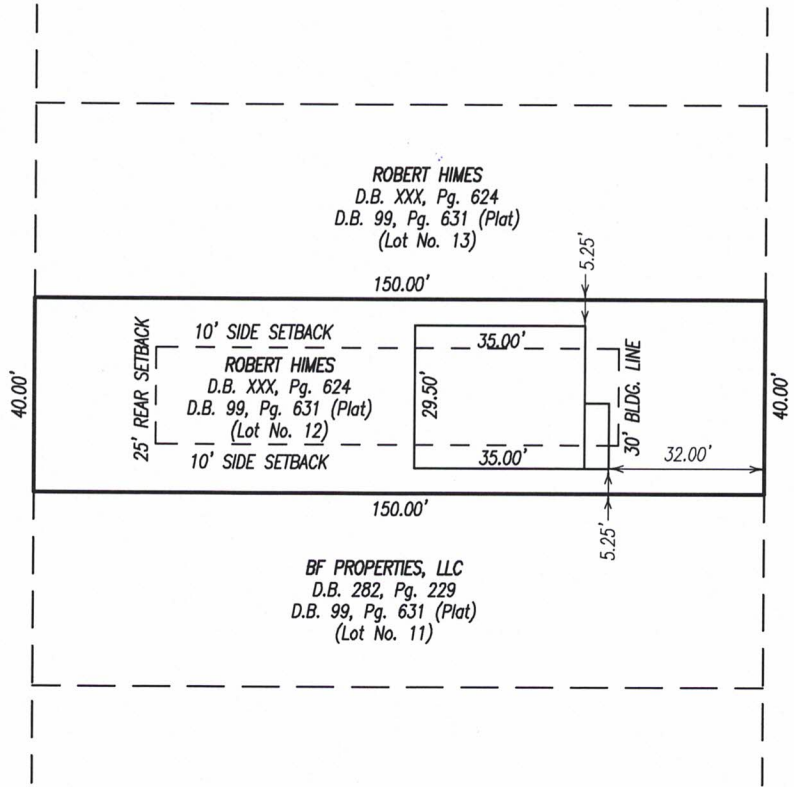 ROBERT HIMES
D.B. XXX, Pg. 624
D.B. 99, Pg. 631 (Plat)
(Lot No. 13)
5.25'
150.00'
40.00'
25' REAR SETBACK
10' SIDE SETBACK
ROBERT HIMES
D.B. XXX, Pg. 624
D.B. 99, Pg. 631 (Plat)
(Lot No. 12)
10' SIDE SETBACK
35.00'
29.50'
35.00'
30' BLDG. LINE
32.00'
40.00'
150.00'
5.25'
BF PROPERTIES, LLC
D.B. 282, Pg. 229
D.B. 99, Pg. 631 (Plat)
(Lot No. 11)